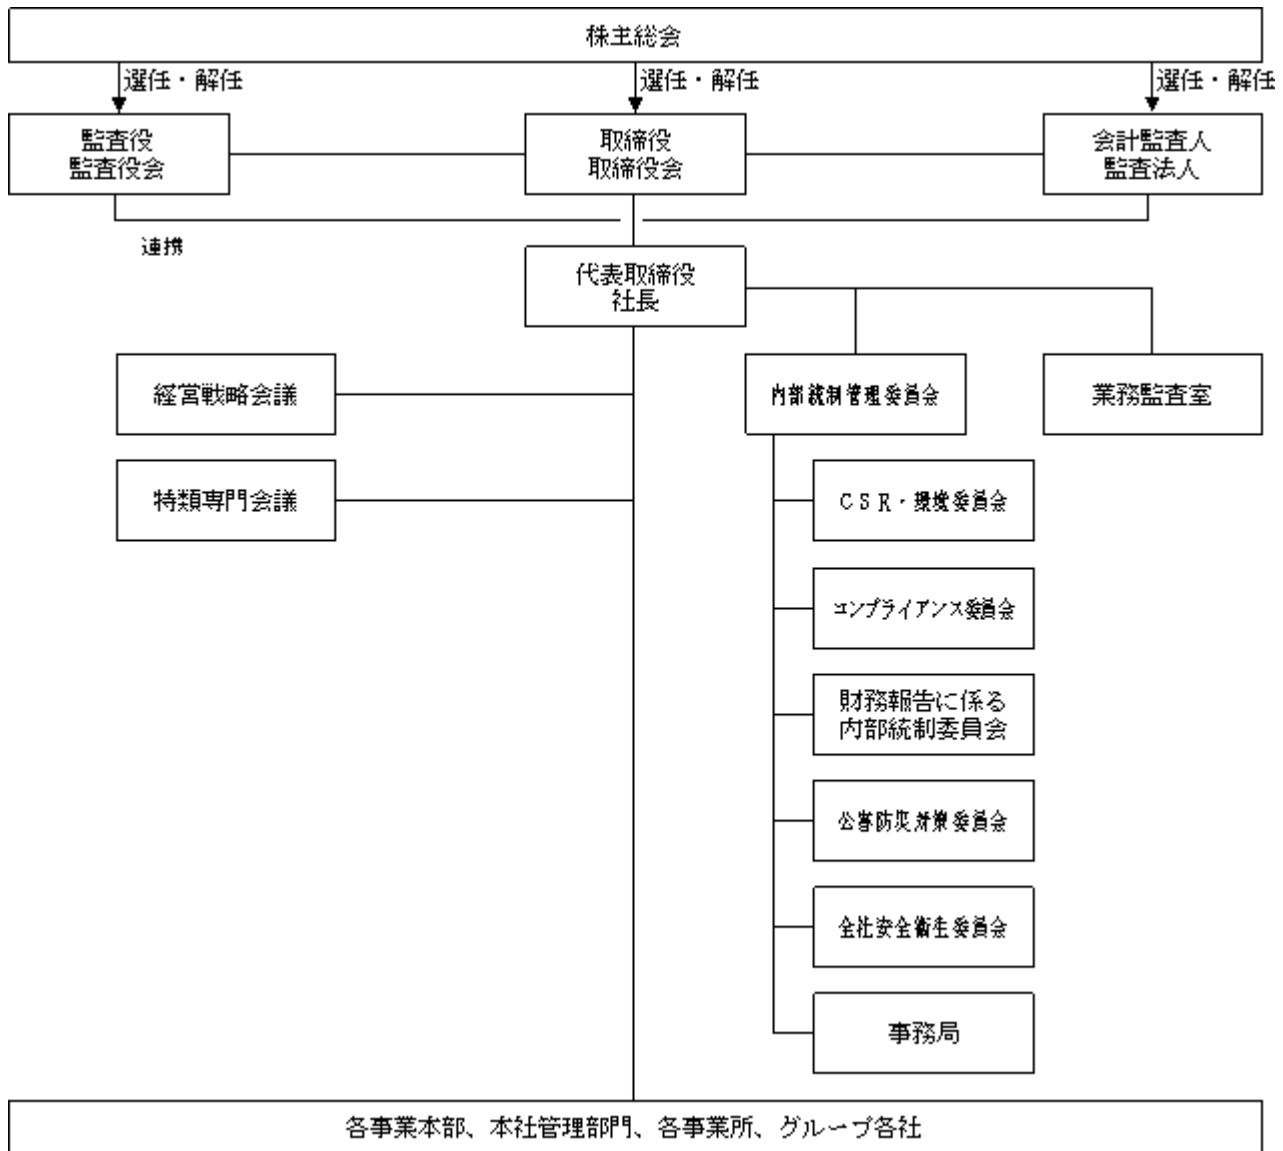 株主総会
選任・解任
選任・解任
選任・解任
監査役
監査役会
取締役
取締役会
会計監査人
監査法人
連携
代表取締役
社長
経営戦略会議
内部統制管理委員会
業務監査室
特類専門会議
CSR・環境委員会
コンプライアンス委員会
財務報告に係る
内部統制委員会
公害防災対策委員会
全社安全衛生委員会
事務局
各事業本部、本社管理部門、各事業所、グループ各社